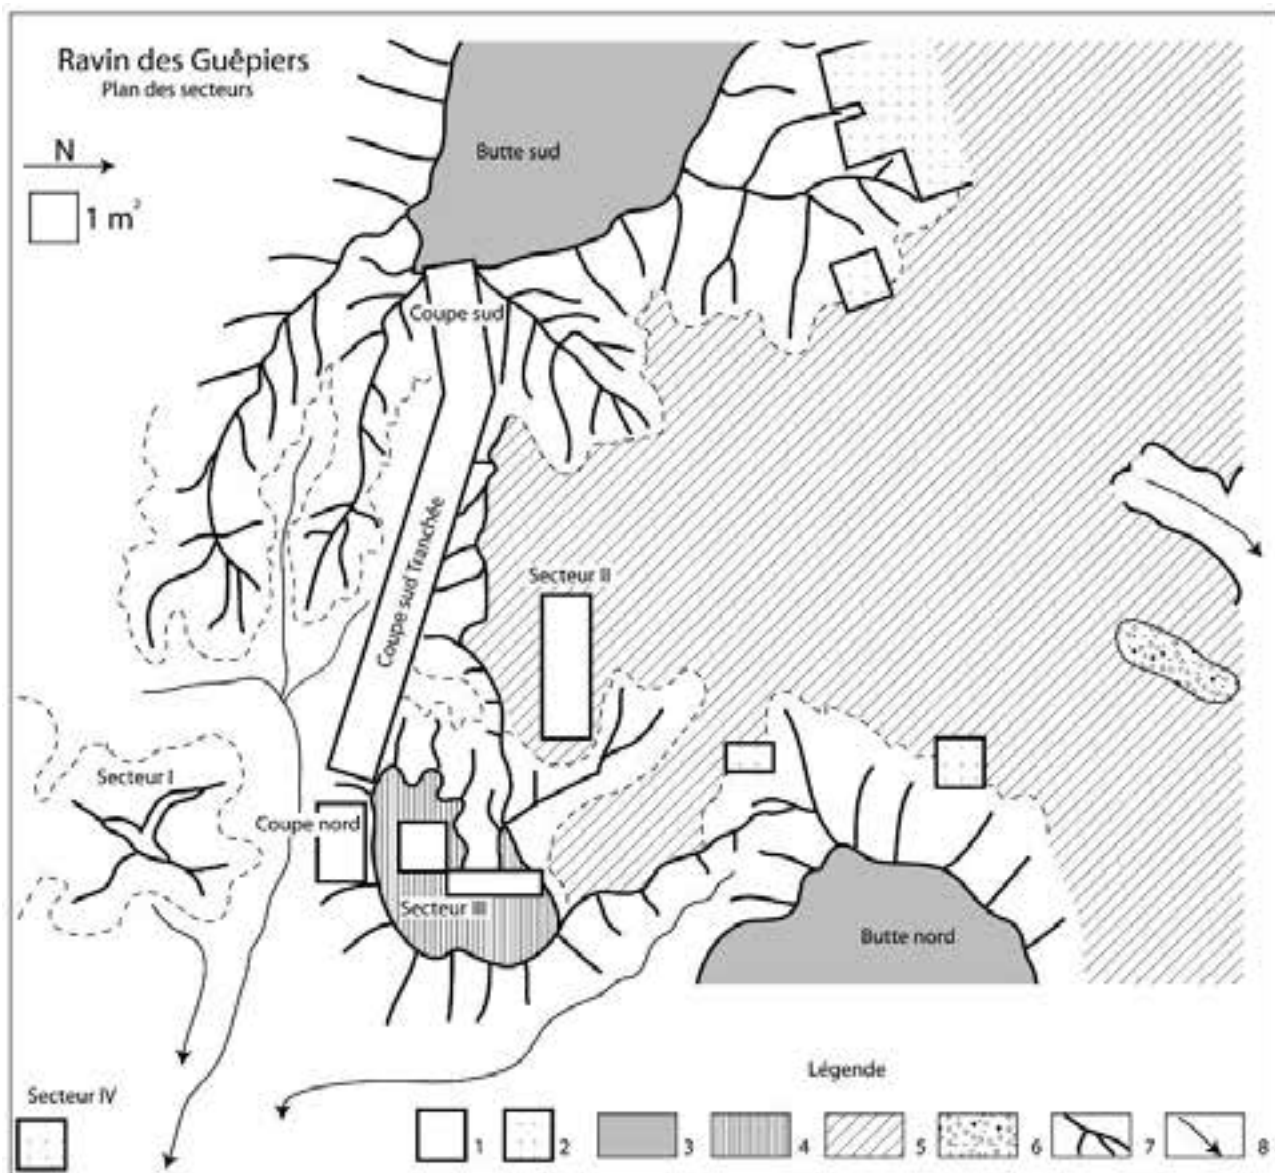 Ravin des Guêpiers
Plan des secteurs
N
1 m²
Butte sud
Coupe sud
Coupe sud Tranchée
Secteur II
Secteur I
Coupe nord
Secteur III
Butte nord
Légende
Secteur IV
1 2 3 4 5 6 7 8